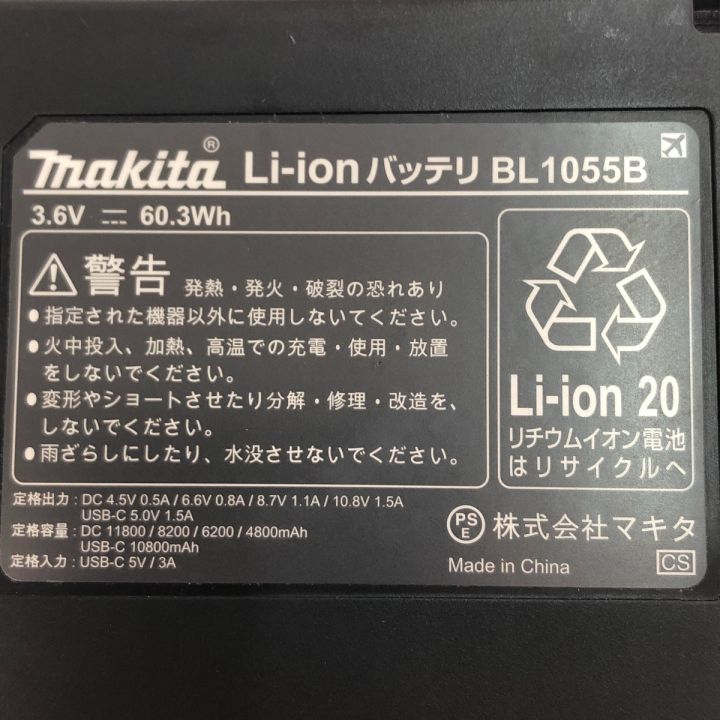 makita® Li-ion バッテリ BL1055B
3.6V ⎓ 60.3Wh
⚠警告 発熱・発火・破裂の恐れあり
●指定された機器以外に使用しないてください。
●火中投入、加熱、高温での充電・使用・放置
をしないでください。
●変形やショートさせたり分解・修理・改造を、
しないでください。
●雨ざらしにしたり、水没させないでください。
Li-ion 20
リチウムイオン電池
はリサイクルへ
定格出力 : DC 4.5V 0.5A / 6.6V 0.8A / 8.7V 1.1A / 10.8V 1.5A
USB-C 5.0V 1.5A
定格容量 : DC 11800 / 8200 / 6200 / 4800mAh
USB-C 10800mAh
定格入力 : USB-C 5V / 3A
PS
E
株式会社マキタ
Made in China
CS